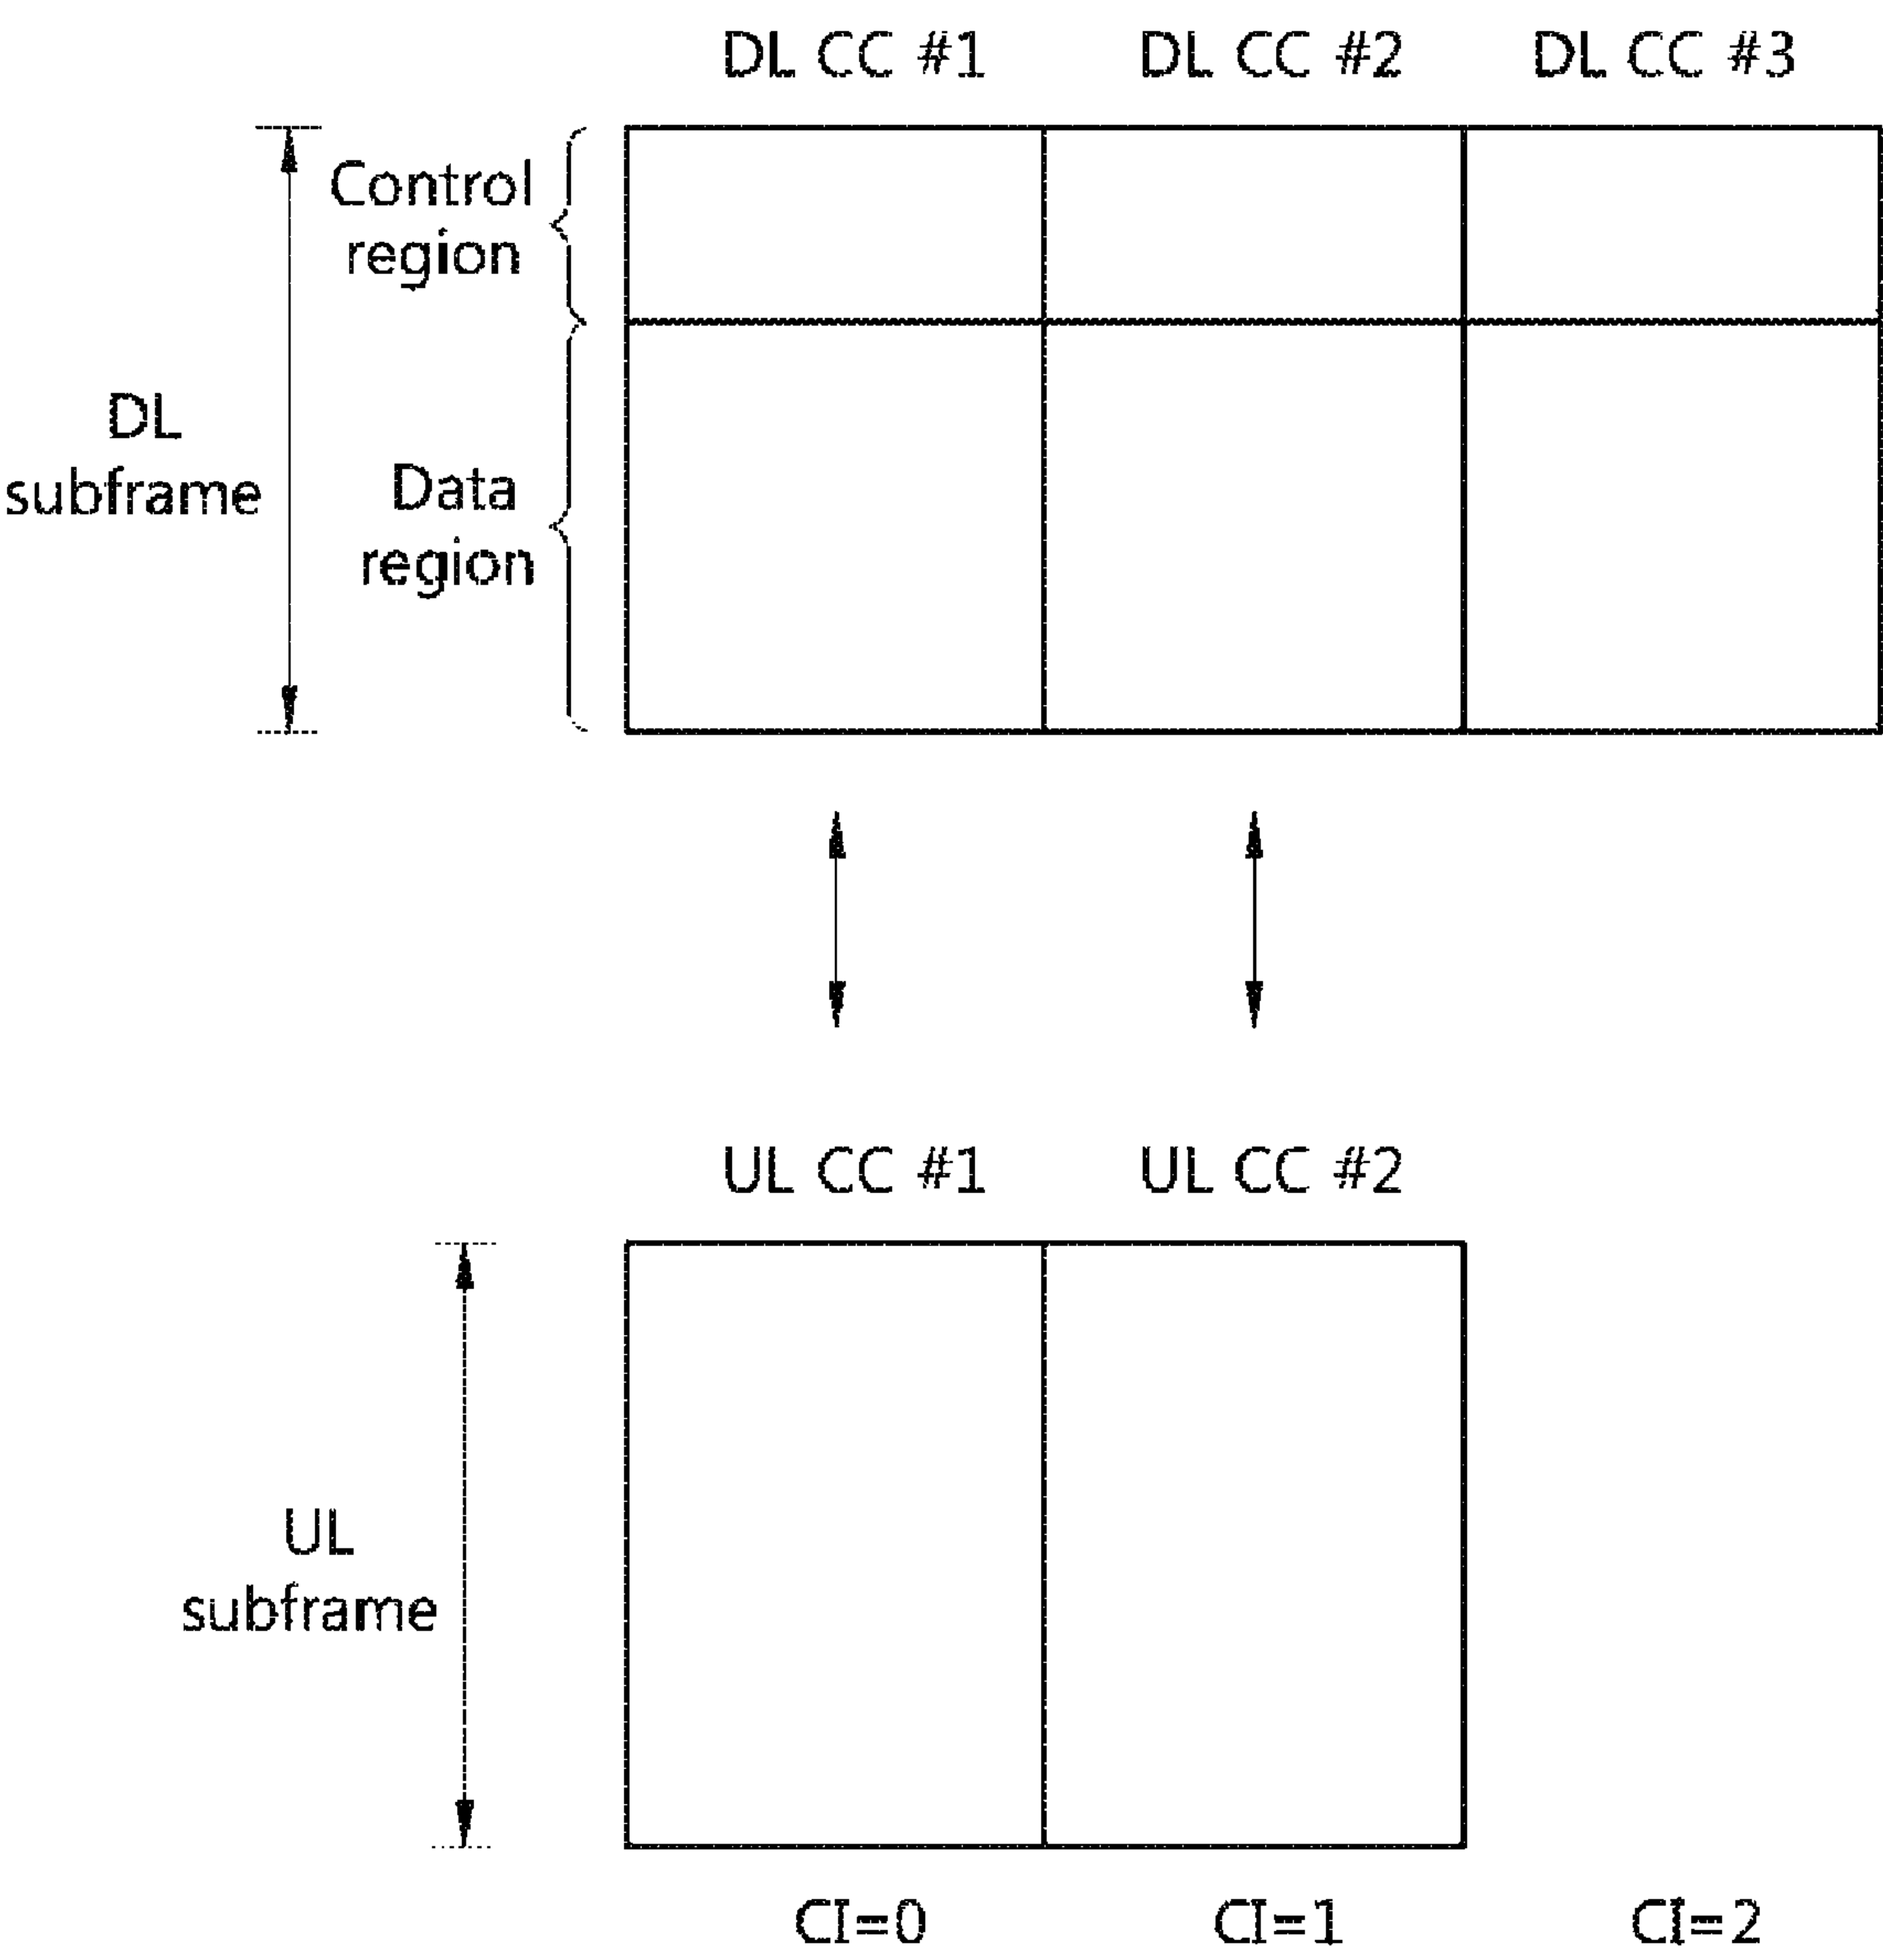 DL CC #1 DL CC #2 DL CC #3
Control
region
DL
subframe
Data
region
UL CC #1 UL CC #2
UL
subframe
CI=0 CI=1 CI=2